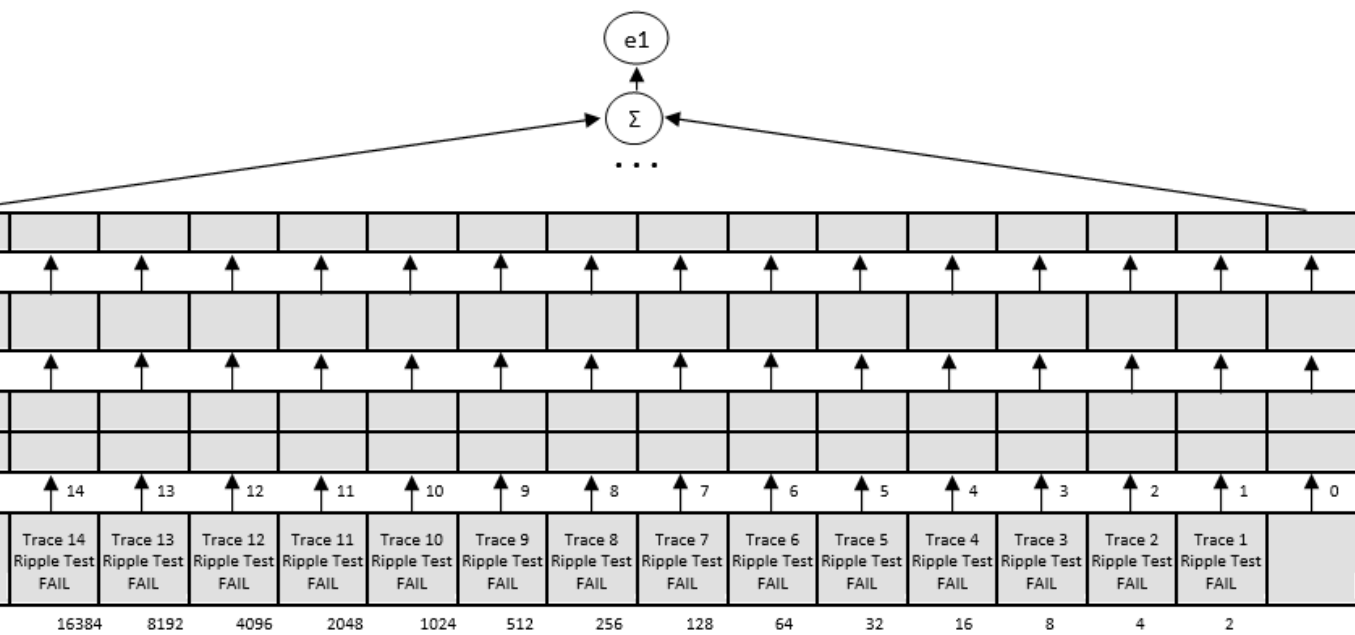 e1
Σ
...
14 13 12 11 10 9 8 7 6 5 4 3 2 1 0
Trace 14 Trace 13 Trace 12 Trace 11 Trace 10 Trace 9 Trace 8 Trace 7 Trace 6 Trace 5 Trace 4 Trace 3 Trace 2 Trace 1
Ripple Test Ripple Test Ripple Test Ripple Test Ripple Test Ripple Test Ripple Test Ripple Test Ripple Test Ripple Test Ripple Test Ripple Test Ripple Test Ripple Test
FAIL FAIL FAIL FAIL FAIL FAIL FAIL FAIL FAIL FAIL FAIL FAIL FAIL FAIL
16384 8192 4096 2048 1024 512 256 128 64 32 16 8 4 2